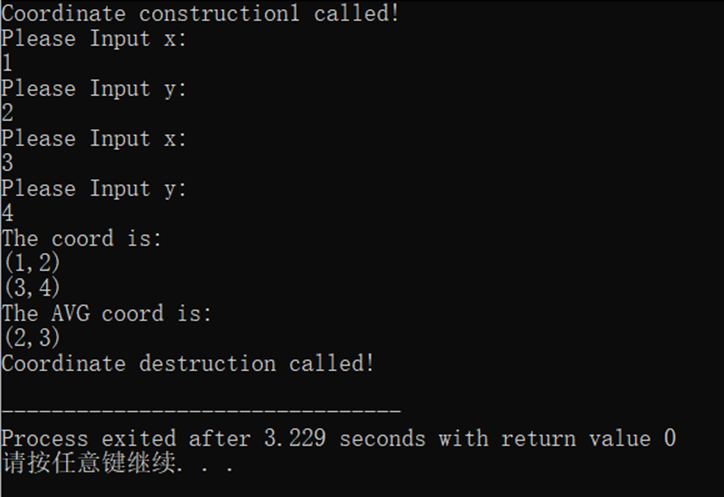 Coordinate construction1 called!
Please Input x:
1
Please Input y:
2
Please Input x:
3
Please Input y:
4
The coord is:
(1,2)
(3,4)
The AVG coord is:
(2,3)
Coordinate destruction called!
--------------------------------
Process exited after 3.229 seconds with return value 0
请按任意键继续. . .